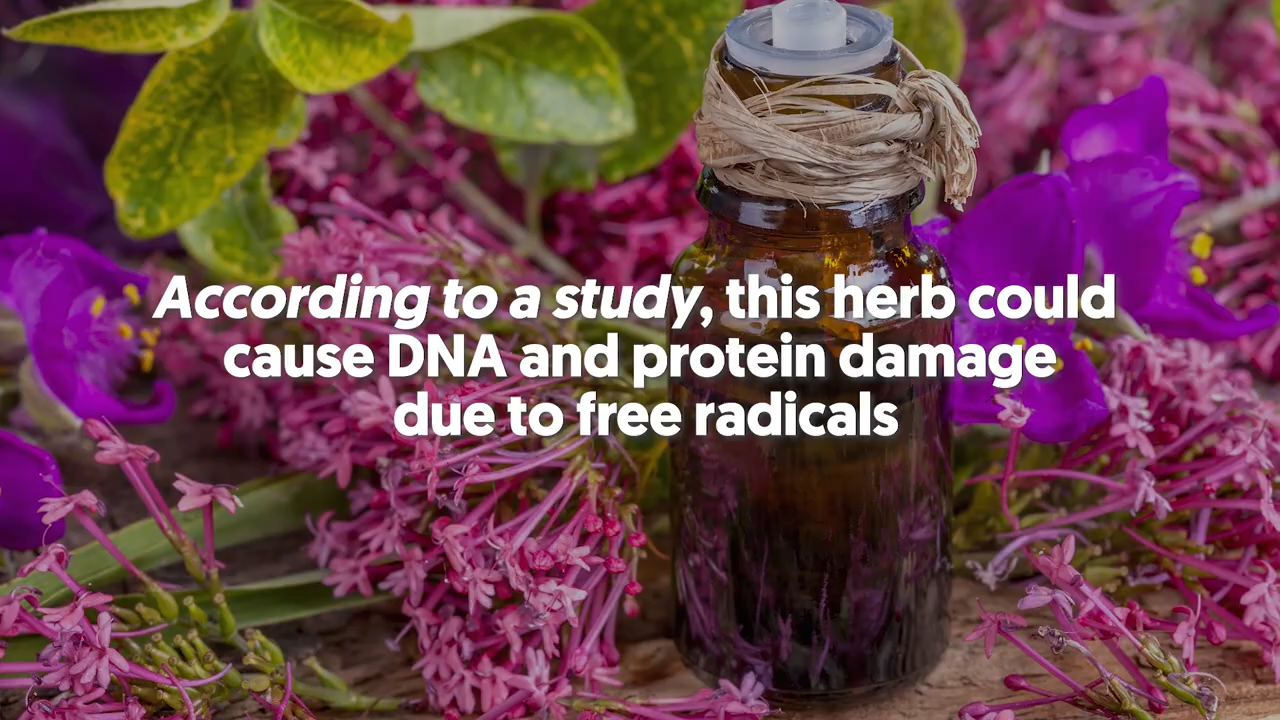 According to a study, this herb could
cause DNA and protein damage
due to free radicals